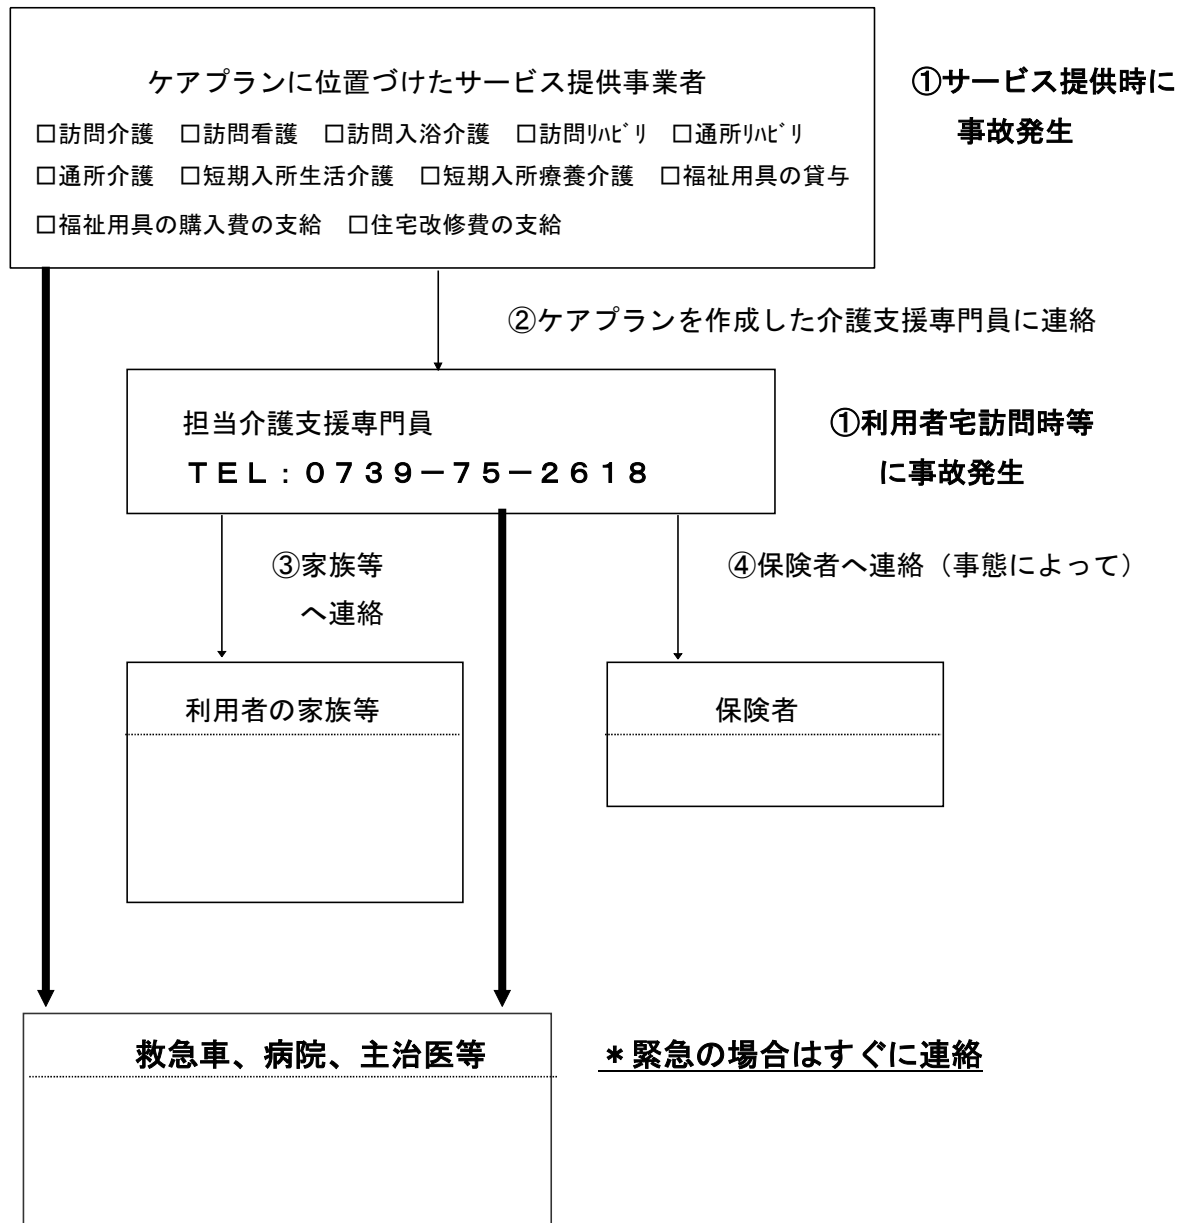 ケアプランに位置づけたサービス提供事業者
①サービス提供時に
事故発生
□訪問介護 □訪問看護 □訪問入浴介護 □訪問ﾘﾊﾋﾞﾘ □通所ﾘﾊﾋﾞﾘ
□通所介護 □短期入所生活介護 □短期入所療養介護 □福祉用具の貸与
□福祉用具の購入費の支給 □住宅改修費の支給
②ケアプランを作成した介護支援専門員に連絡
担当介護支援専門員
ＴＥＬ：０７３９－７５－２６１８
①利用者宅訪問時等
に事故発生
③家族等
へ連絡
④保険者へ連絡（事態によって）
利用者の家族等
保険者
救急車、病院、主治医等
＊緊急の場合はすぐに連絡